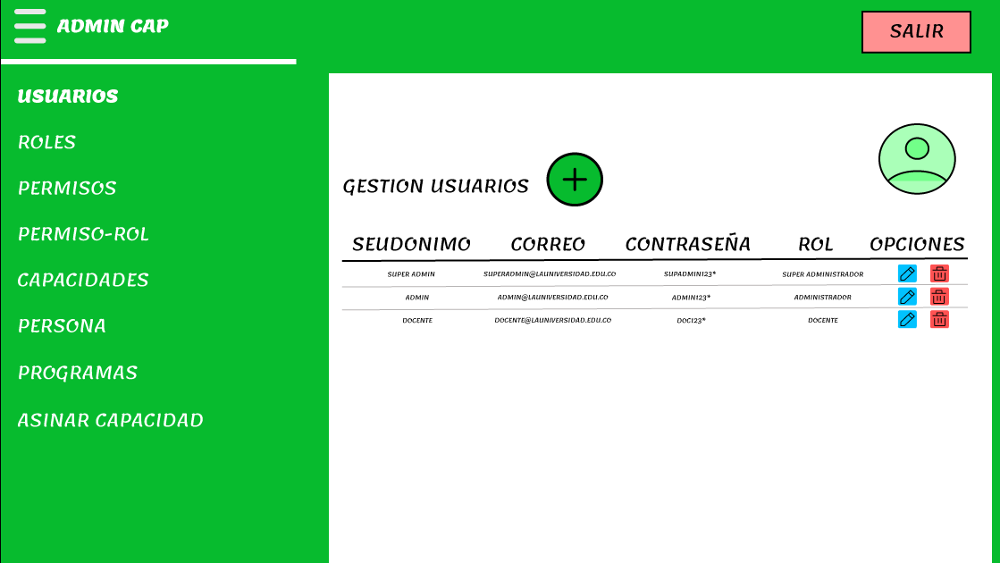 ADMIN CAP
SALIR
USUARIOS
ROLES
PERMISOS
PERMISO-ROL
CAPACIDADES
PERSONA
PROGRAMAS
ASINAR CAPACIDAD
GESTION USUARIOS
SEUDONIMO CORREO CONTRASEÑA ROL OPCIONES
SUPER ADMIN SUPERADMIN@LAUNIVERSIDAD.EDU.CO SUPADMIN123* SUPER ADMINISTRADOR
ADMIN ADMIN@LAUNIVERSIDAD.EDU.CO ADMIN123* ADMINISTRADOR
DOCENTE DOCENTE@LAUNIVERSIDAD.EDU.CO DOC123* DOCENTE